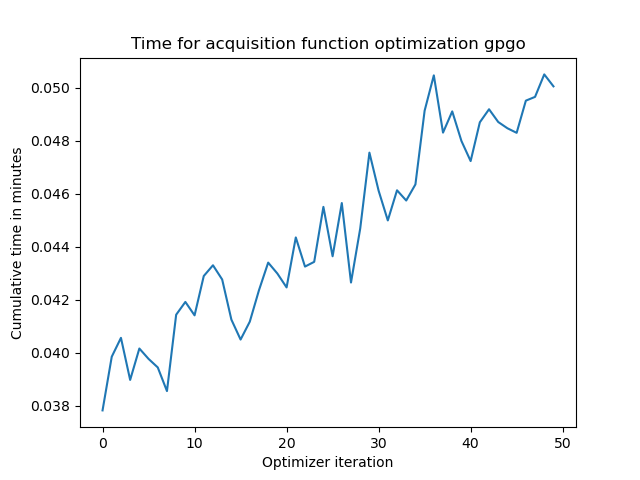 Time for acquisition function optimization gpgo
Cumulative time in minutes
0.050
0.048
0.046
0.044
0.042
0.040
0.038
0 10 20 30 40 50
Optimizer iteration